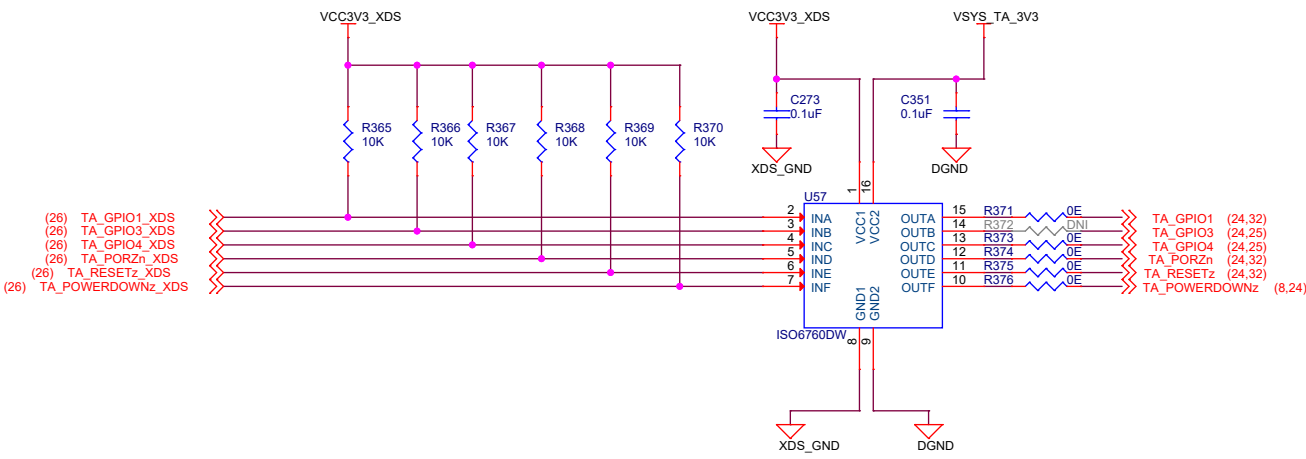 VCC3V3_XDS VCC3V3_XDS VSYS_TA_3V3
C273 C351
0.1uF 0.1uF
R365 R366 R367 R368 R369 R370
10K 10K 10K 10K 10K 10K
XDS_GND DGND
1 16
U57
VCC1 VCC2
(26) TA_GPIO1_XDS 2 INA OUTA 15 R371 0E TA_GPIO1 (24,32)
(26) TA_GPIO3_XDS 3 INB OUTB 14 R372 DNI TA_GPIO3 (24,25)
(26) TA_GPIO4_XDS 4 INC OUTC 13 R373 0E TA_GPIO4 (24,25)
(26) TA_PORZn_XDS 5 IND OUTD 12 R374 0E TA_PORZn (24,32)
(26) TA_RESETz_XDS 6 INE OUTE 11 R375 0E TA_RESETz (24,32)
(26) TA_POWERDOWNz_XDS 7 INF OUTF 10 R376 0E TA_POWERDOWNz (8,24)
GND1 GND2
ISO6760DW
8 9
XDS_GND DGND